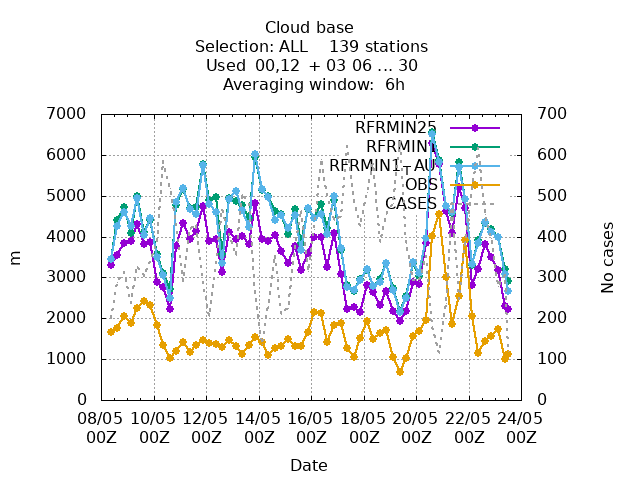 Cloud base
Selection: ALL 139 stations
Used 00,12 + 03 06 ... 30
Averaging window: 6h
7000
6000
5000
4000
3000
2000
1000
0
m
700
600
500
400
300
200
100
0
No cases
RFRMIN25
RFRMIN1
RFRMIN1_AU
OBS
CASES
08/05 10/05 12/05 14/05 16/05 18/05 20/05 22/05 24/05
00Z 00Z 00Z 00Z 00Z 00Z 00Z 00Z 00Z
Date